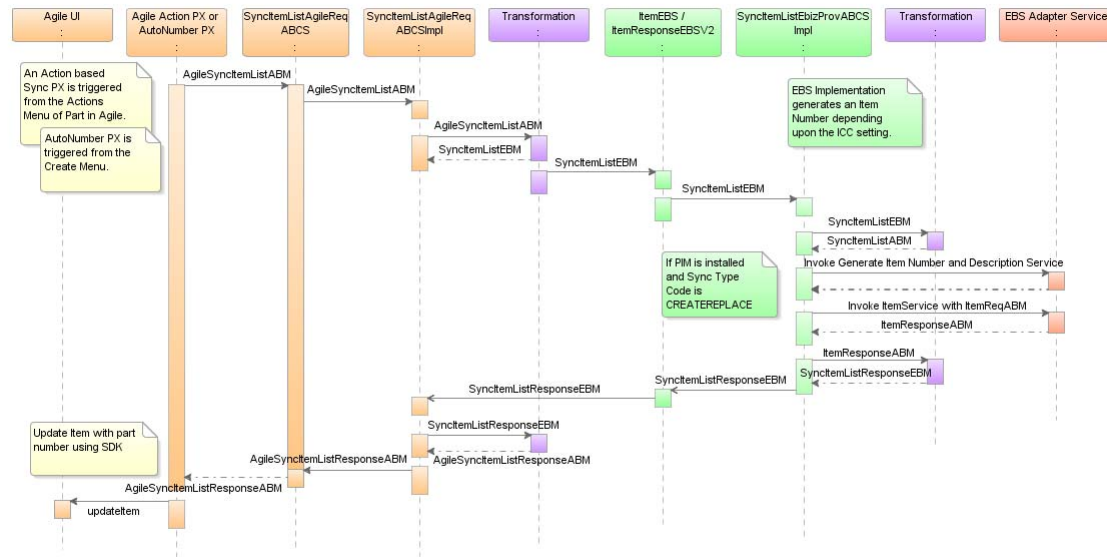 Agile UI
:
Agile Action PX or
AutoNumber PX
:
SyncItemListAgileReq
ABCS
:
SyncItemListAgileReq
ABCSImpl
:
Transformation
:
ItemEBS /
ItemResponseEBSV2
:
SyncItemListEbizProvABCS
Impl
:
Transformation
:
EBS Adapter Service
:
An Action based
Sync PX is triggered
from the Actions
Menu of Part in Agile.
AutoNumber PX is
triggered from the
Create Menu.
AgileSyncItemListABM
AgileSyncItemListABM
EBS Implementation
generates an Item
Number depending
upon the ICC setting.
AgileSyncItemListABM
SyncItemListEBM
SyncItemListEBM
SyncItemListEBM
SyncItemListEBM
SyncItemListABM
If PIM is installed
and Sync Type
Code is
CREATEREPLACE
Invoke Generate Item Number and Description Service
Invoke ItemService with ItemReqABM
ItemResponseABM
ItemResponseABM
SyncItemListResponseEBM
SyncItemListResponseEBM
SyncItemListResponseEBM
Update Item with part
number using SDK
SyncItemListResponseEBM
AgileSyncItemListResponseABM
AgileSyncItemListResponseABM
AgileSyncItemListResponseABM
updateItem